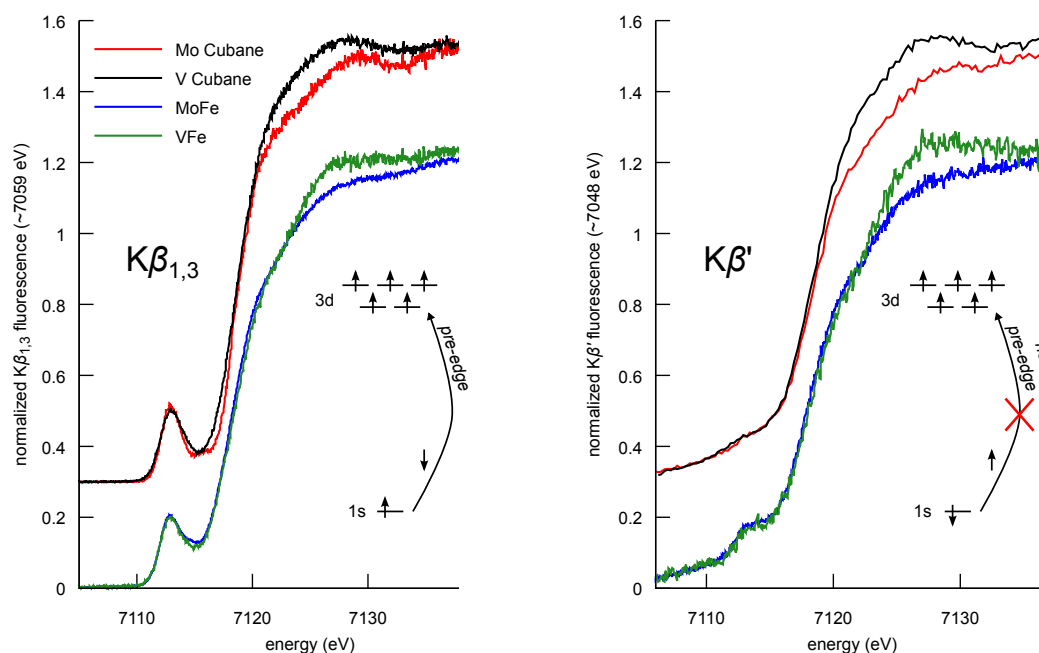 1.6
1.4
1.2
1
0.8
0.6
0.4
0.2
0
normalized Kβ1,3 fluorescence (~7059 eV)
Mo Cubane
V Cubane
MoFe
VFe
Kβ1,3
3d
pre-edge
1s
7110 7120 7130
energy (eV)
1.6
1.4
1.2
1
0.8
0.6
0.4
0.2
0
normalized Kβ' fluorescence (~7048 eV)
Kβ'
3d
pre-edge
1s
7110 7120 7130
energy (eV)